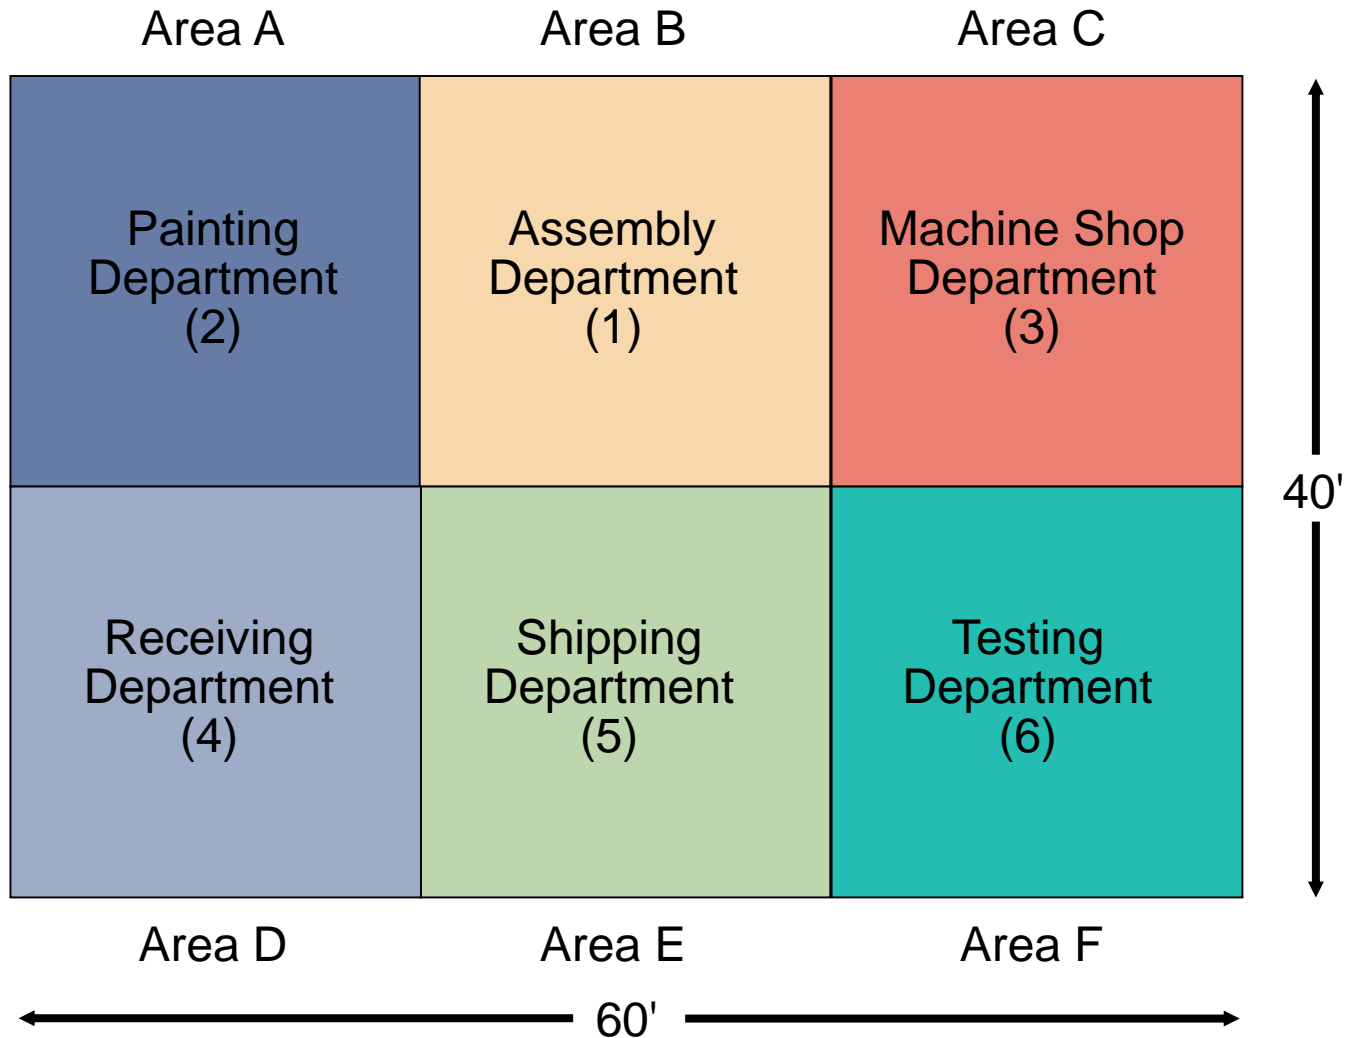 Area A
Area B
Area C
Painting
Department
(2)
Assembly
Department
(1)
Machine Shop
Department
(3)
40'
Receiving
Department
(4)
Shipping
Department
(5)
Testing
Department
(6)
Area D
Area E
Area F
60'